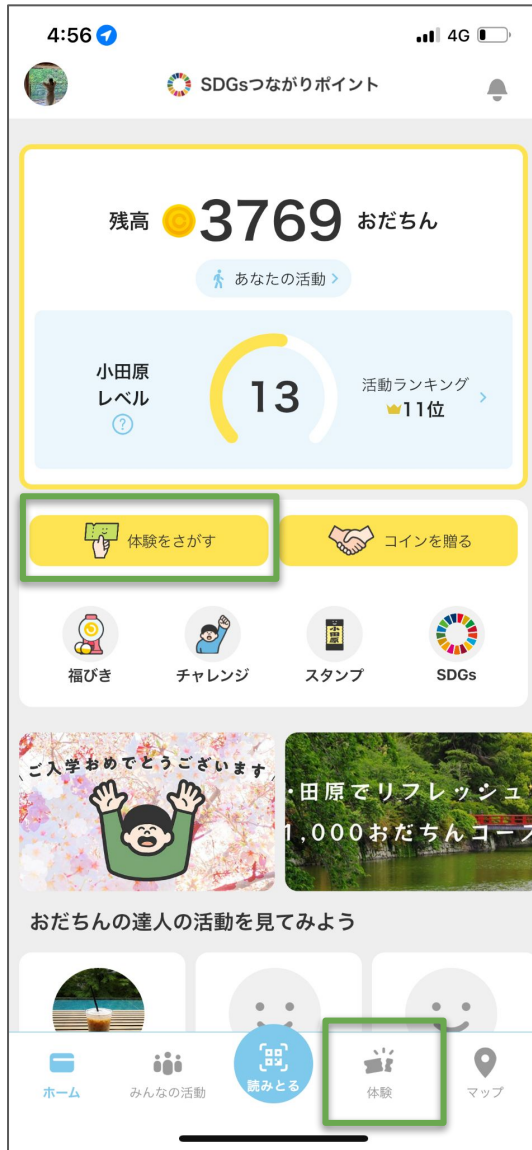 4:56
4G
SDGsつながりポイント
残高 3769 おだちん
あなたの活動 >
小田原
レベル
?
13
活動ランキング
11位
体験をさがす
コインを贈る
小田原
福びき
チャレンジ
スタンプ
SDGs
ご入学おめでとうございます
田原でリフレッシュ
1,000おだちんコー
おだちんの達人の活動を見てみよう
ホーム
みんなの活動
読みとる
体験
マップ